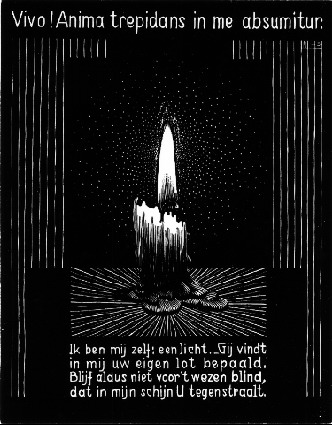 Vivo! Anima trepidans in me absumitur.
Ik ben mij zelf: een licht... Gij vindt
in mij uw eigen lot bepaald.
Blijf alzus niet voor 't wezen blind,
dat in mijn schijn U tegenstraalt.